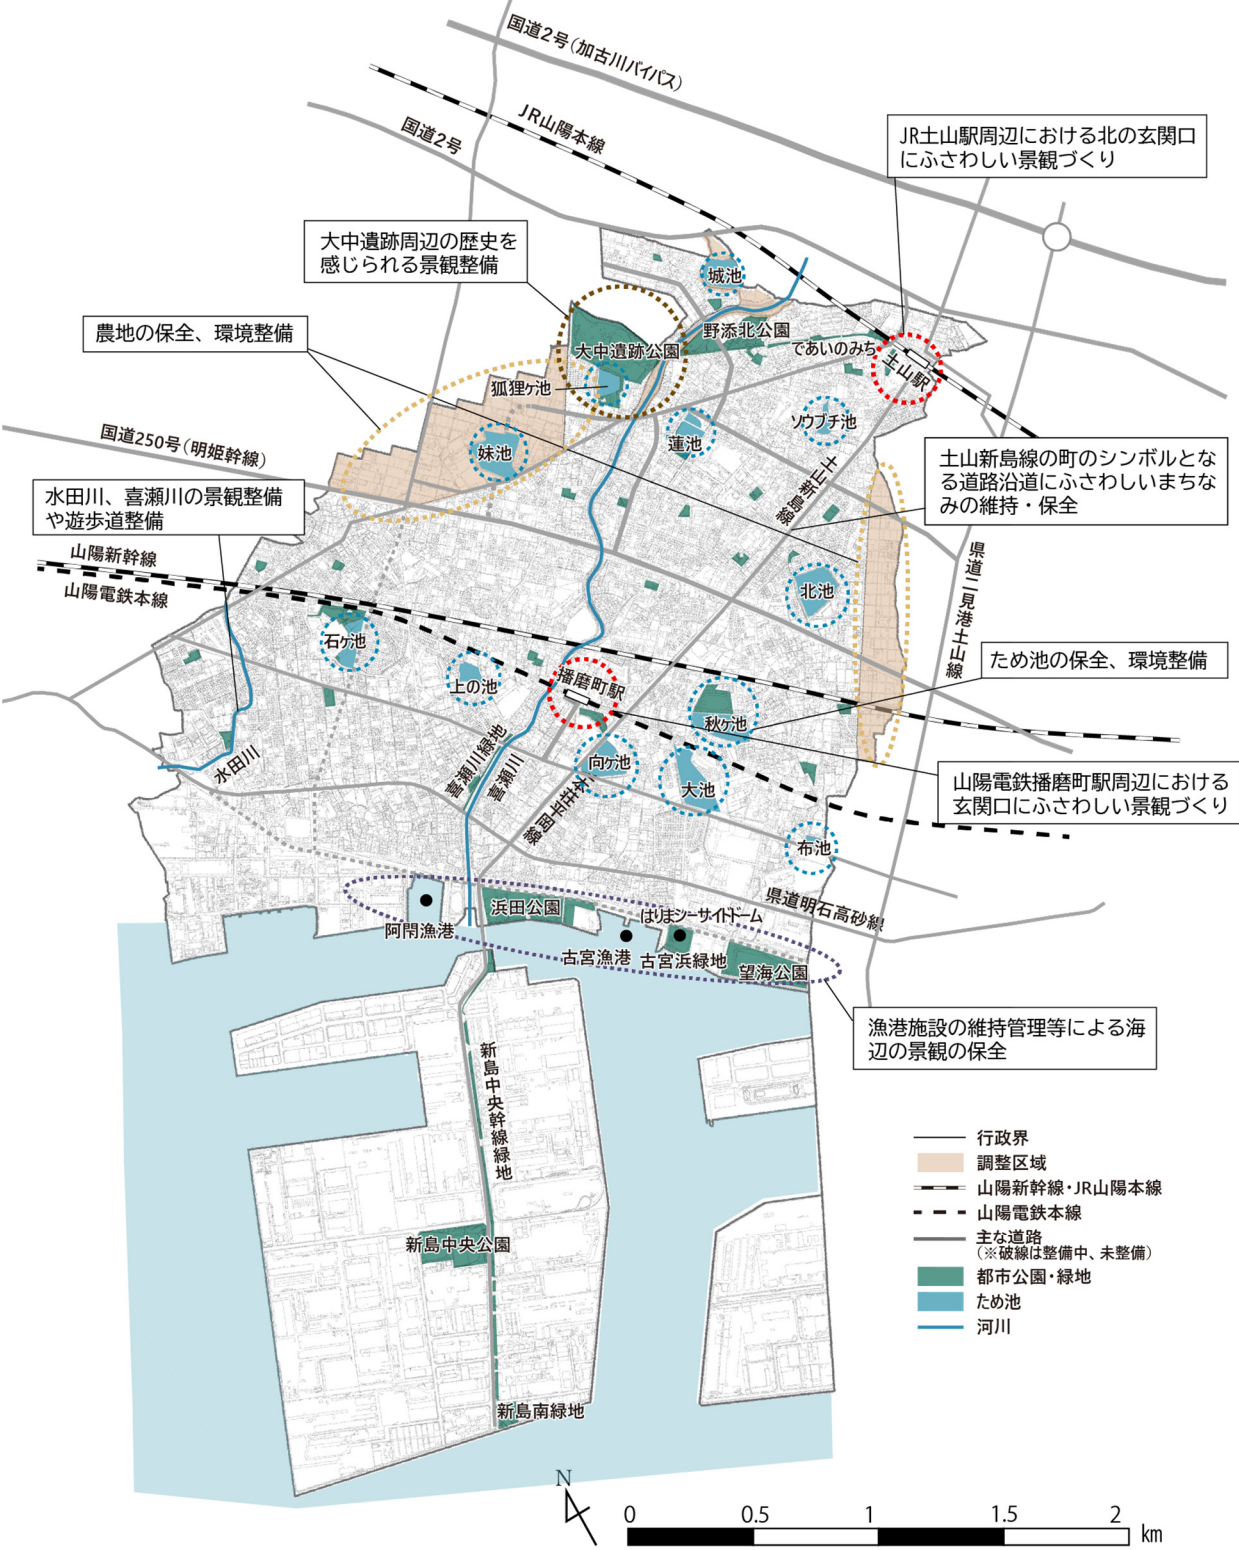 国道2号(加古川バイパス)
JR山陽本線
国道2号
JR土山駅周辺における北の玄関口
にふさわしい景観づくり
大中遺跡周辺の歴史を
感じられる景観整備
城池
農地の保全、環境整備
野添北公園
であいのみち
大中遺跡公園
土山駅
狐狸ヶ池
ソウブチ池
蓮池
国道250号(明姫幹線)
妹池
土山新島線
土山新島線の町のシンボルとな
る道路沿道にふさわしいまちな
みの維持・保全
水田川、喜瀬川の景観整備
や遊歩道整備
山陽新幹線
山陽電鉄本線
県道二見港土山線
北池
石ヶ池
ため池の保全、環境整備
上の池
播磨町駅
秋ヶ池
喜瀬川緑地
喜瀬川
水田川
向ヶ池
大池
山陽電鉄播磨町駅周辺における
玄関口にふさわしい景観づくり
本荘平岡線
布池
県道明石高砂線
浜田公園
はりまシーサイドドーム
阿閇漁港
古宮漁港
古宮浜緑地
望海公園
漁港施設の維持管理等による海
辺の景観の保全
新島中央幹線緑地
新島中央公園
新島南緑地
行政界
調整区域
山陽新幹線・JR山陽本線
山陽電鉄本線
主な道路
(※破線は整備中、未整備)
都市公園・緑地
ため池
河川
N
0 0.5 1 1.5 2
km